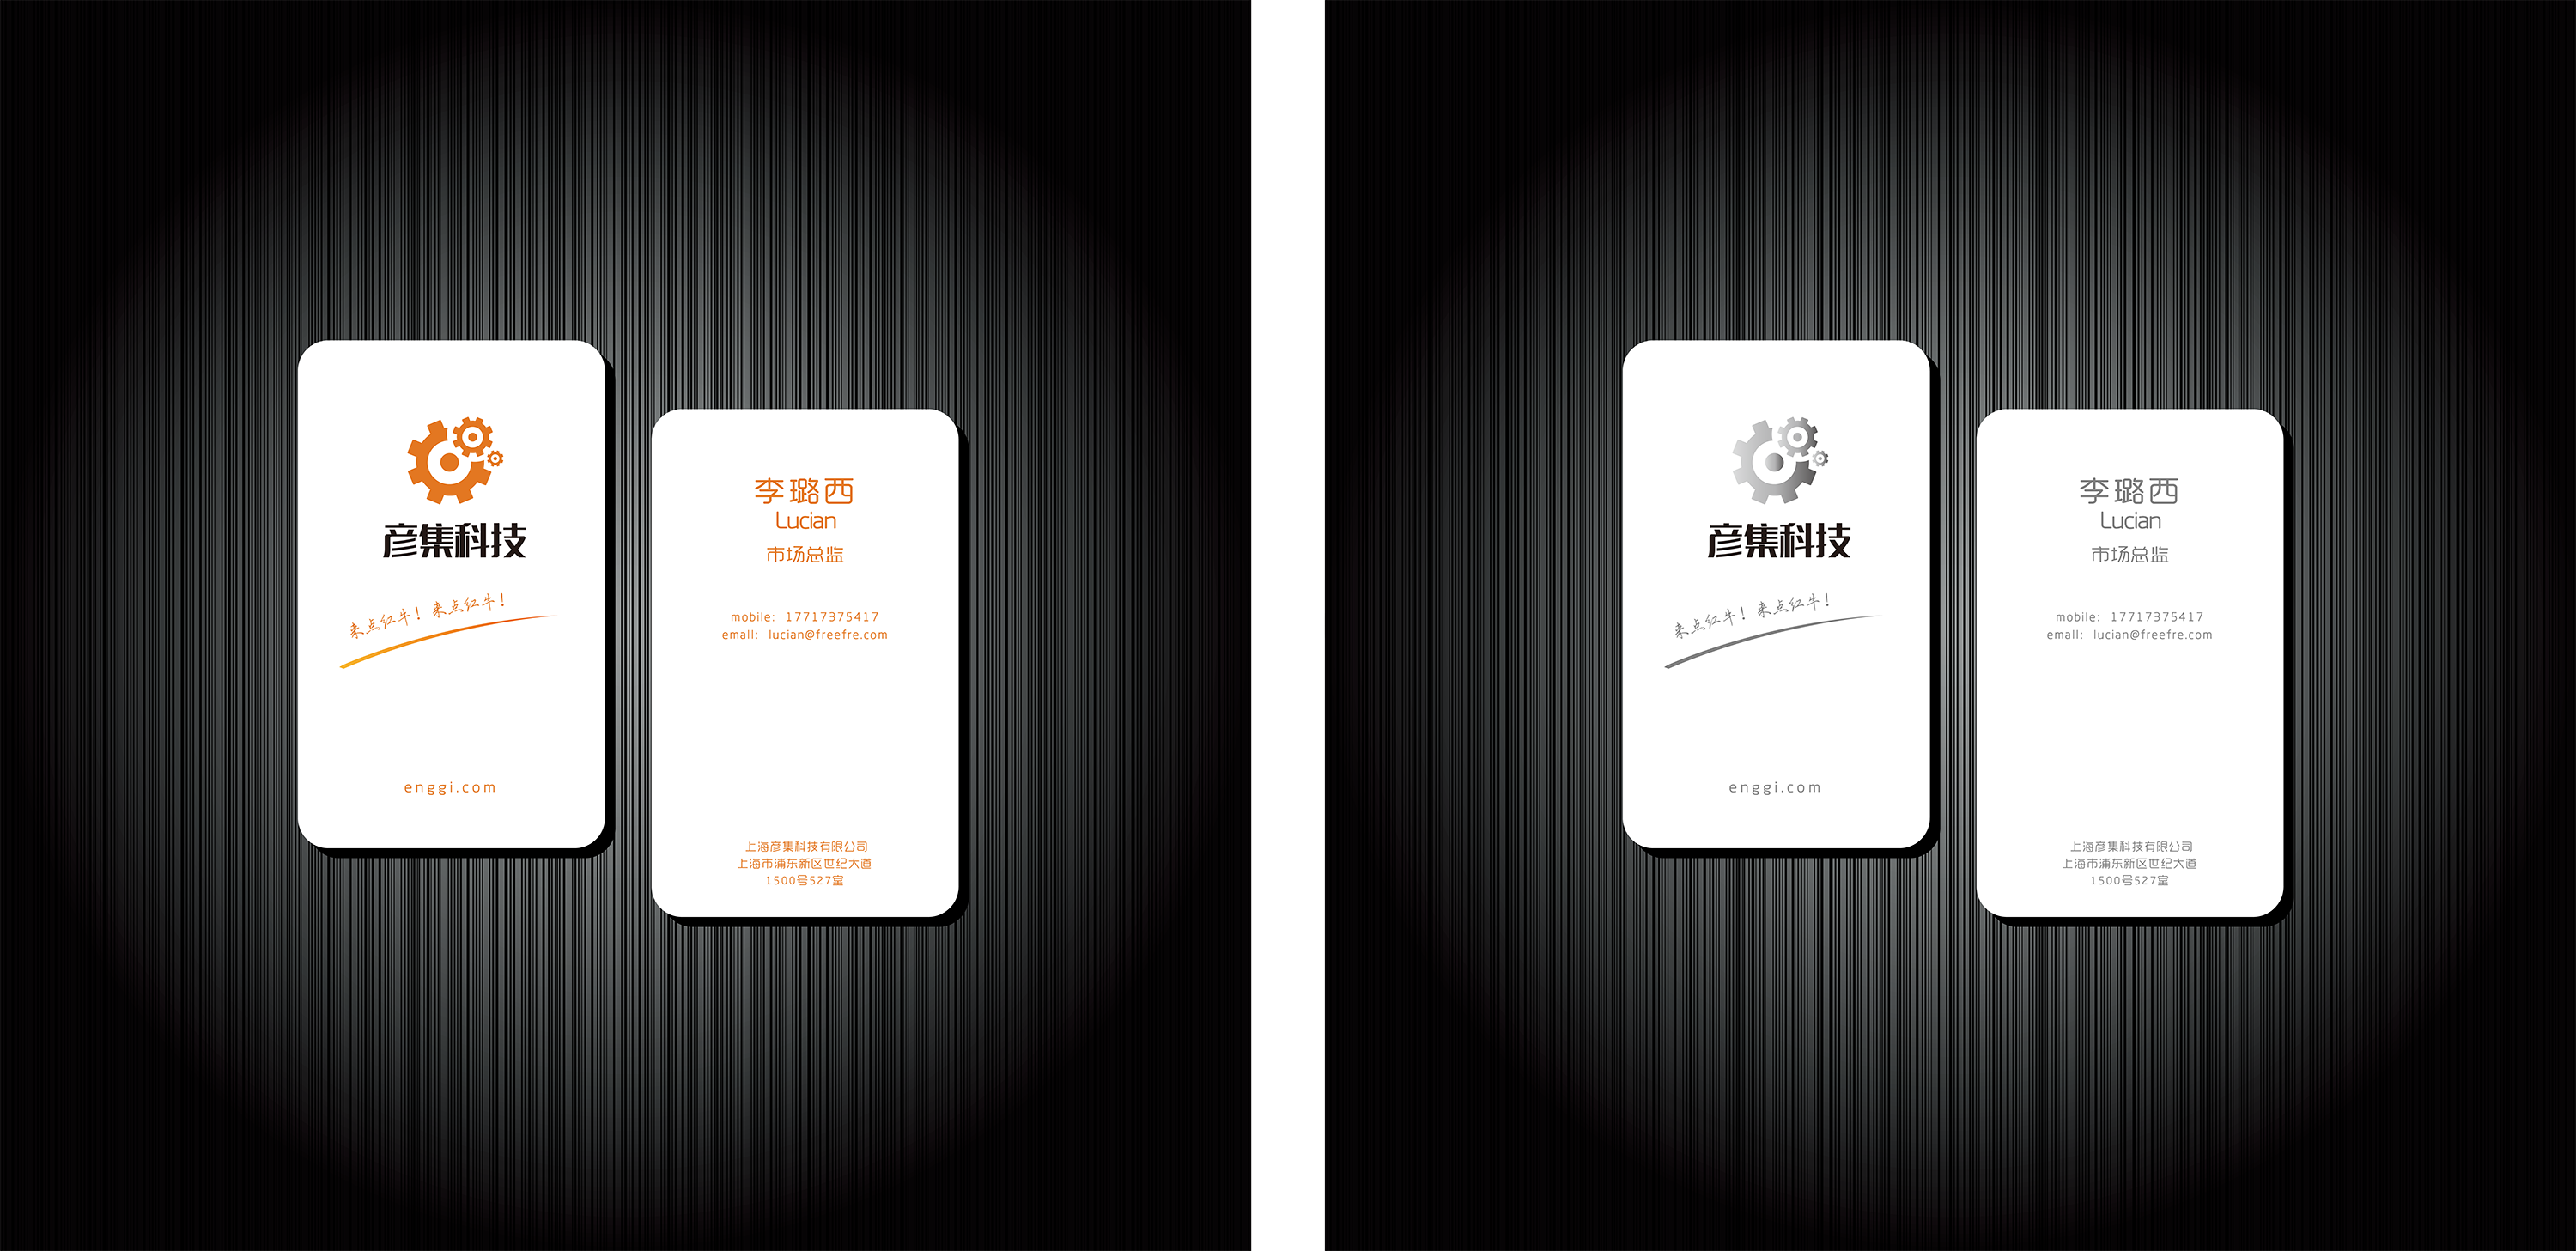 彦集科技
来点红牛！来点红牛！
enggi.com
李璐西
Lucian
市场总监
mobile: 17717375417
emall: lucian@freefre.com
上海彦集科技有限公司
上海市浦东新区世纪大道
1500号527室
彦集科技
来点红牛！来点红牛！
enggi.com
李璐西
Lucian
市场总监
mobile: 17717375417
emall: lucian@freefre.com
上海彦集科技有限公司
上海市浦东新区世纪大道
1500号527室